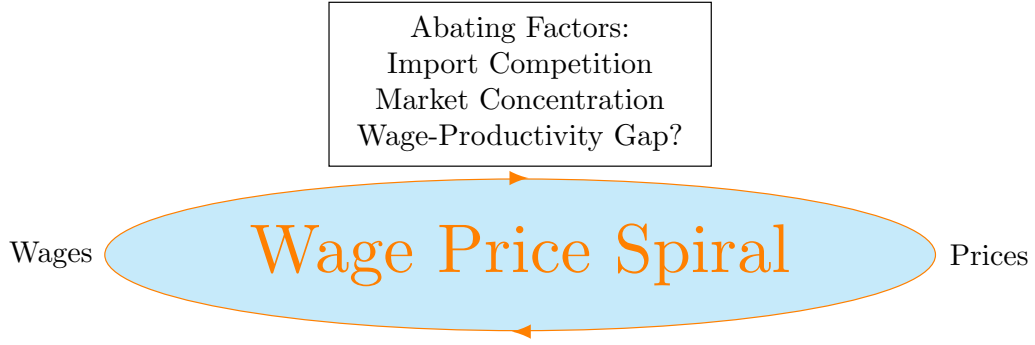 Abating Factors:
Import Competition
Market Concentration
Wage-Productivity Gap?
Wages
Wage Price Spiral
Prices